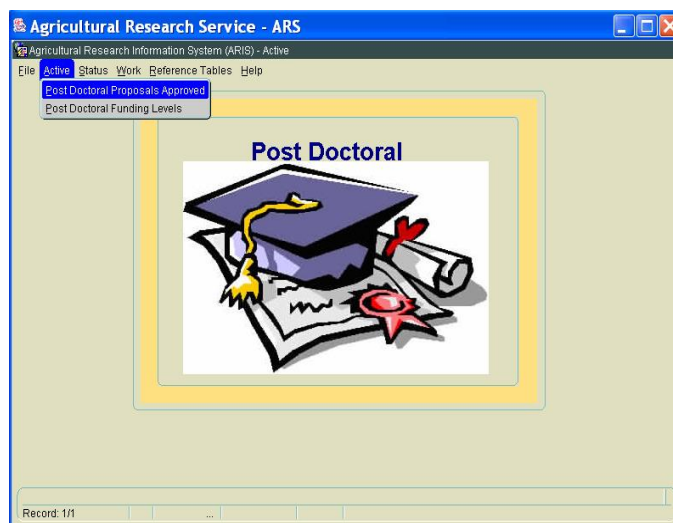 Agricultural Research Service - ARS
Agricultural Research Information System (ARIS) - Active
File Active Status Work Reference Tables Help
Post Doctoral Proposals Approved
Post Doctoral Funding Levels
Post Doctoral
Record: 1/1 ...